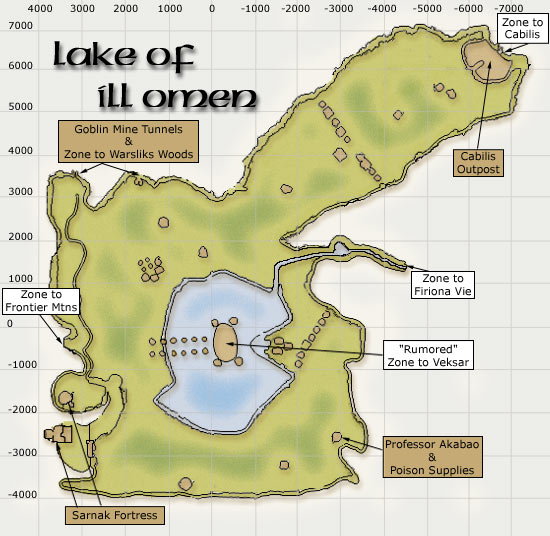 4000 3000 2000 1000 0 -1000 -2000 -3000 -4000 -5000 -6000 -7000
7000
6000
5000
4000
3000
2000
1000
0
-1000
-2000
-3000
-4000
Lake of
ill omen
Zone to
Cabilis
Goblin Mine Tunnels
&
Zone to Warsliks Woods
Cabilis
Outpost
Zone to
Firiona Vie
Zone to
Frontier Mtns
"Rumored"
Zone to Veksar
Professor Akabao
&
Poison Supplies
Sarnak Fortress